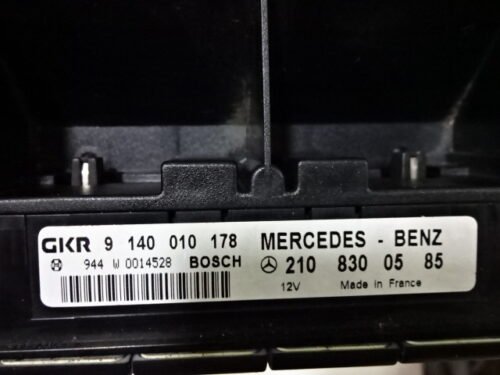 GKR 9 140 010 178 MERCEDES - BENZ
944 W 0014528 BOSCH 210 830 05 85
12V Made in France